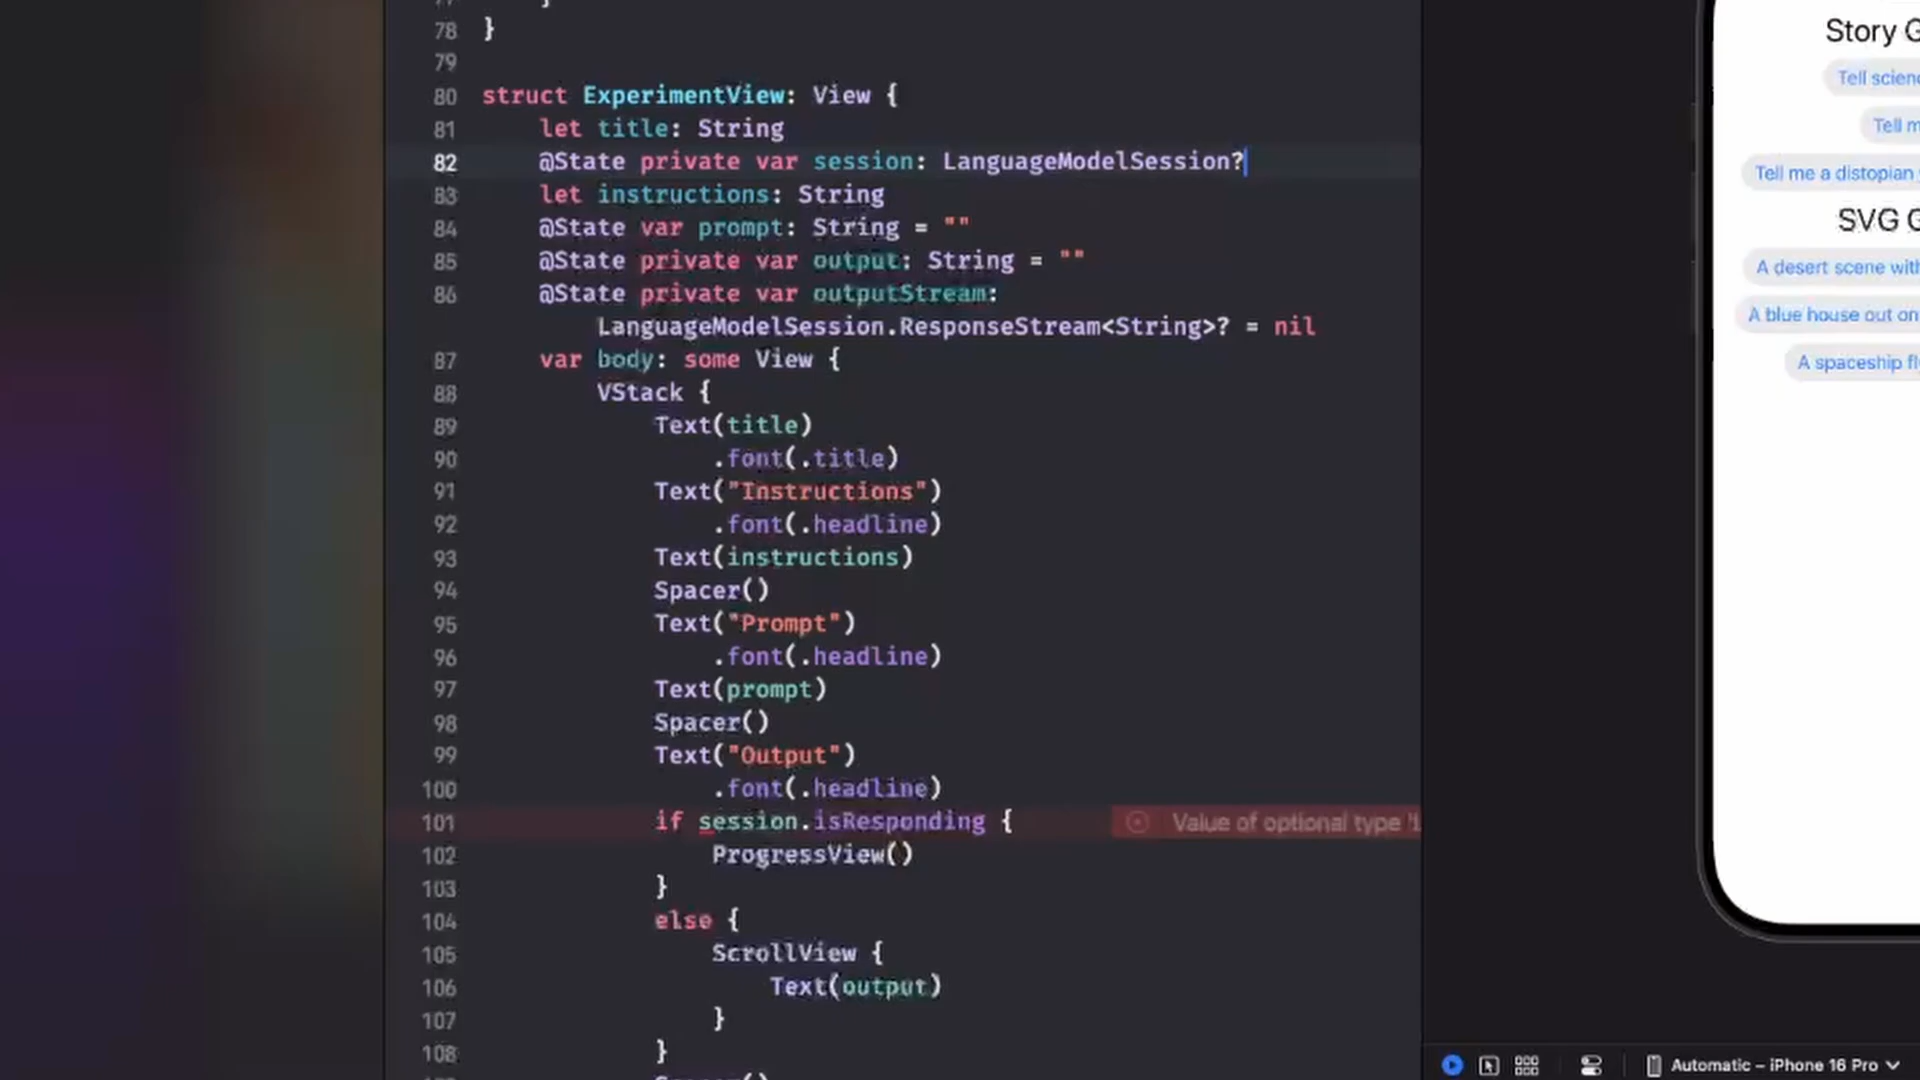 78 }
79
80 struct ExperimentView: View {
81 let title: String
82 @State private var session: LanguageModelSession?
83 let instructions: String
84 @State var prompt: String = ""
85 @State private var output: String = ""
86 @State private var outputStream:
LanguageModelSession.ResponseStream<String>? = nil
87 var body: some View {
88 VStack {
89 Text(title)
90 .font(.title)
91 Text("Instructions")
92 .font(.headline)
93 Text(instructions)
94 Spacer()
95 Text("Prompt")
96 .font(.headline)
97 Text(prompt)
98 Spacer()
99 Text("Output")
100 .font(.headline)
101 if session.isResponding {
Value of optional type
102 ProgressView()
103 }
104 else {
105 ScrollView {
106 Text(output)
107 }
108 }
Story G
Tell scienc
Tell m
Tell me a distopian
SVG G
A desert scene with
A blue house out on
A spaceship fl
Automatic – iPhone 16 Pro